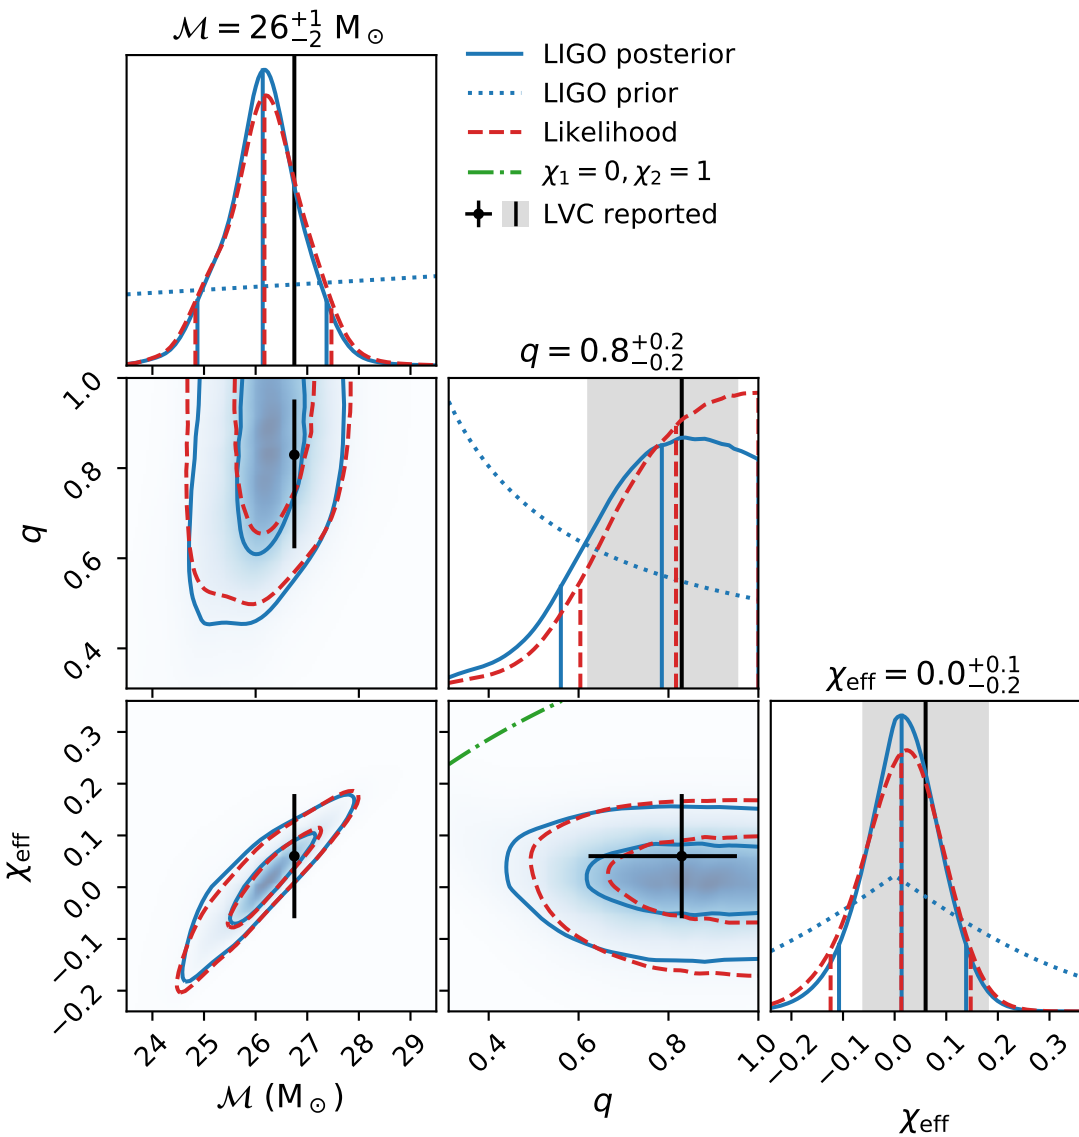 ℳ = 26⁺¹₋₂ M⊙
LIGO posterior
LIGO prior
Likelihood
χ₁ = 0, χ₂ = 1
LVC reported
q = 0.8⁺⁰·²₋₀.₂
1.0
0.8
0.6
0.4
q
χeff = 0.0⁺⁰·¹₋₀.₂
0.3
0.2
0.1
0.0
−0.1
−0.2
χeff
24 25 26 27 28 29
ℳ (M⊙)
0.4 0.6 0.8 1.0
q
−0.2 −0.1 0.0 0.1 0.2 0.3
χeff